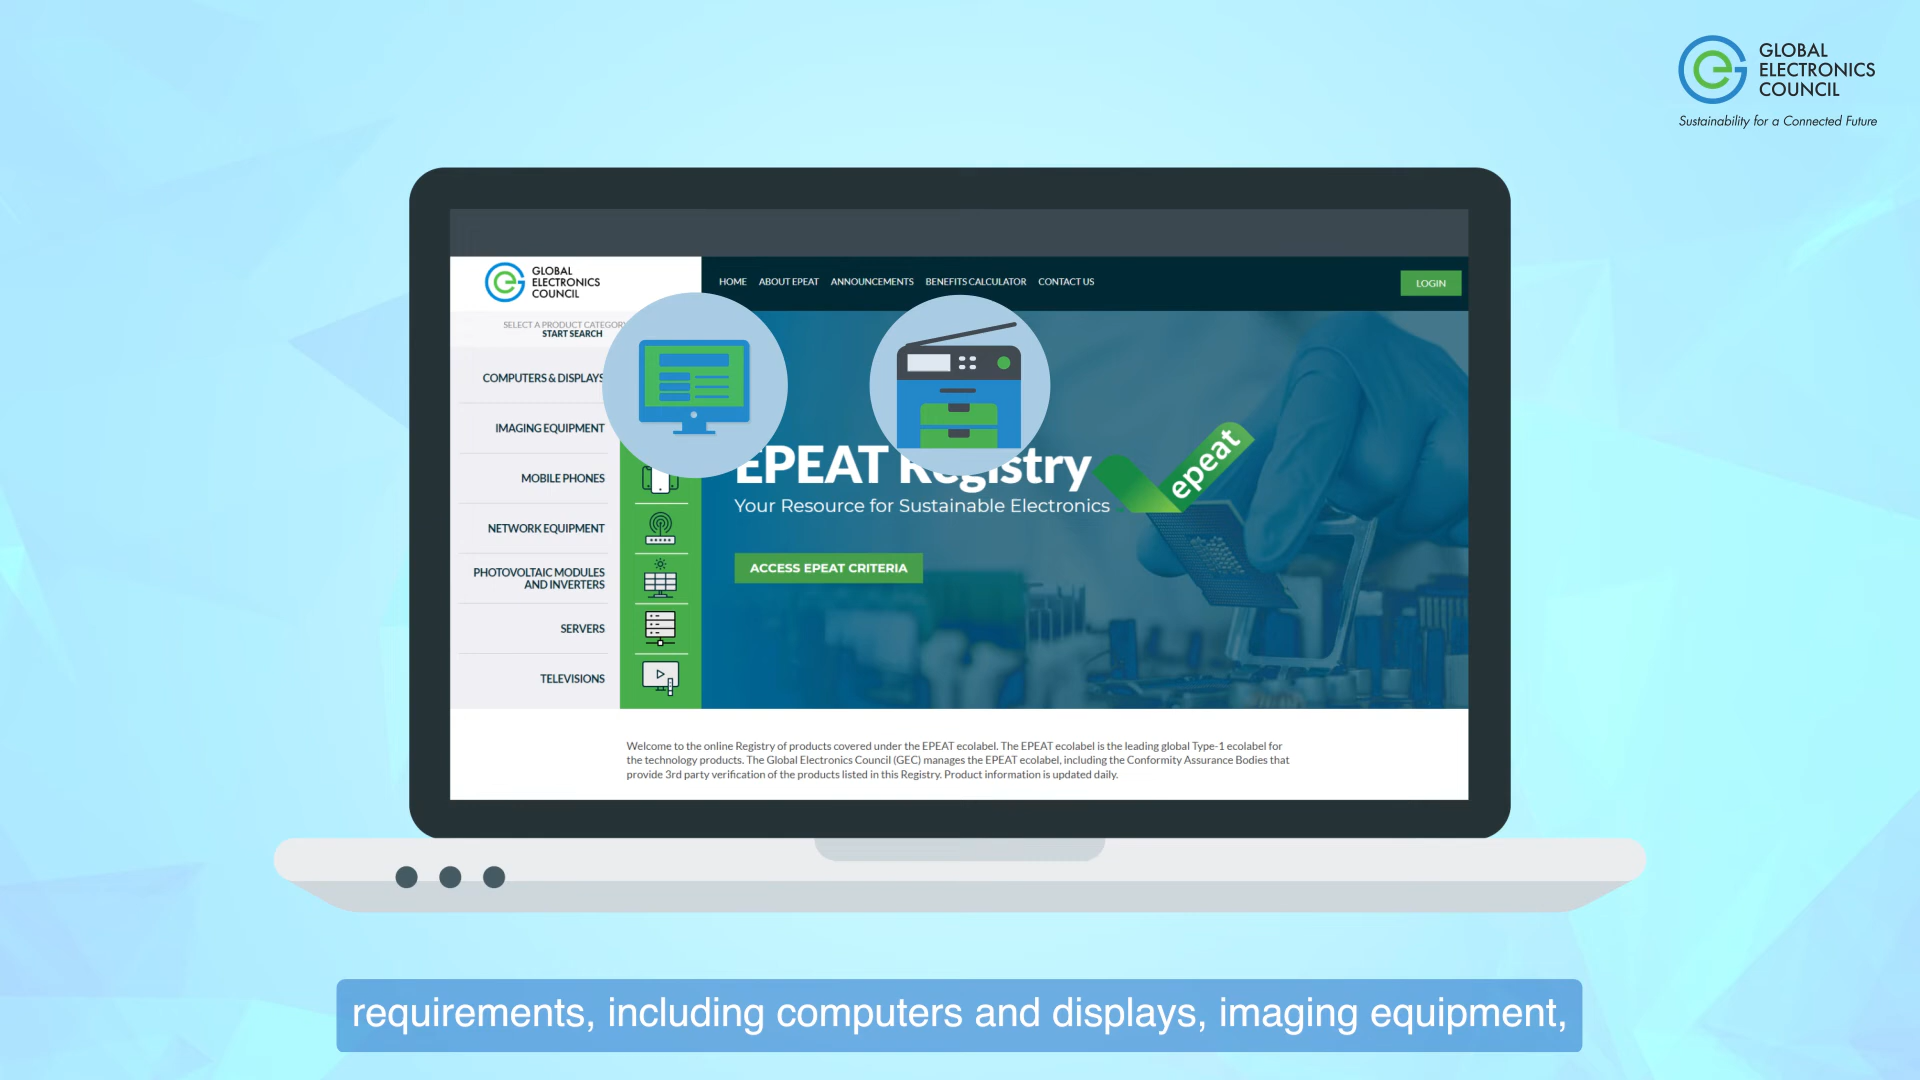 GLOBAL
ELECTRONICS
COUNCIL
Sustainability for a Connected Future
GLOBAL
ELECTRONICS
COUNCIL
HOME ABOUT EPEAT ANNOUNCEMENTS BENEFITS CALCULATOR CONTACT US
LOGIN
SELECT A PRODUCT
START SEARCH
COMPUTERS & DISPLAYS
IMAGING EQUIPMENT
MOBILE PHONES
NETWORK EQUIPMENT
PHOTOVOLTAIC MODULES
AND INVERTERS
SERVERS
TELEVISIONS
EPEAT Registry
epeat
Your Resource for Sustainable Electronics
ACCESS EPEAT CRITERIA
Welcome to the online Registry of products covered under the EPEAT ecolabel. The EPEAT ecolabel is the leading global Type-1 ecolabel for
the technology products. The Global Electronics Council (GEC) manages the EPEAT ecolabel, including the Conformity Assurance Bodies that
provide 3rd party verification of the products listed in this Registry. Product information is updated daily.
requirements, including computers and displays, imaging equipment,